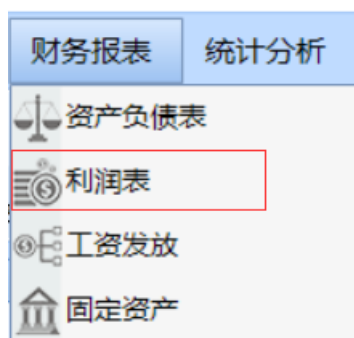 财务报表 统计分析
资产负债表
利润表
工资发放
固定资产